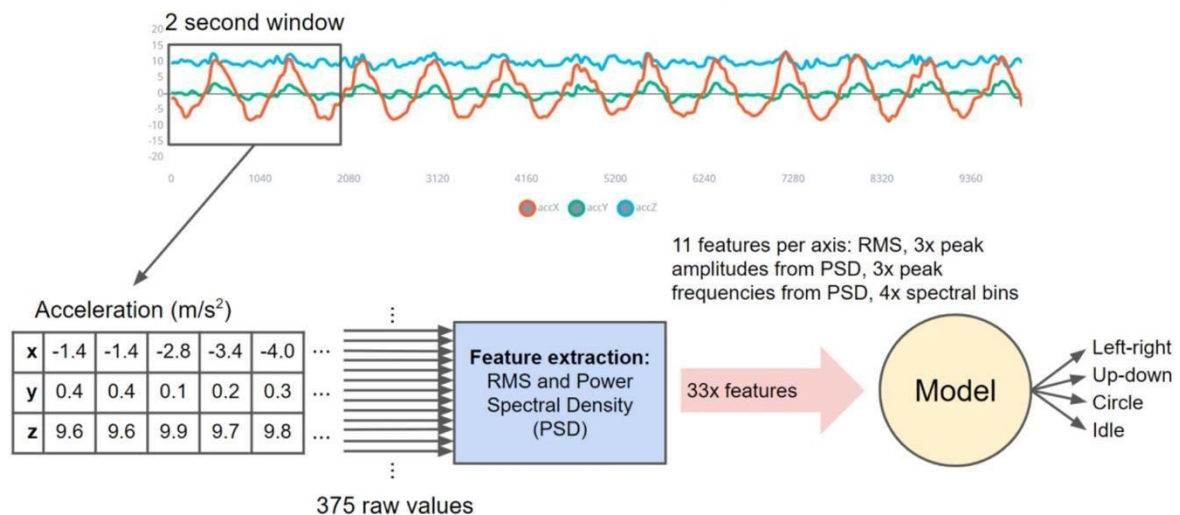 2 second window
20
15
10
5
0
-5
-10
-15
-20
0 1040 2080 3120 4160 5200 6240 7280 8320 9360
accX accY accZ
11 features per axis: RMS, 3x peak
amplitudes from PSD, 3x peak
frequencies from PSD, 4x spectral bins
Acceleration (m/s²)
x -1.4 -1.4 -2.8 -3.4 -4.0 ...
y 0.4 0.4 0.1 0.2 0.3 ...
z 9.6 9.6 9.9 9.7 9.8 ...
375 raw values
Feature extraction:
RMS and Power
Spectral Density
(PSD)
33x features
Model
Left-right
Up-down
Circle
Idle